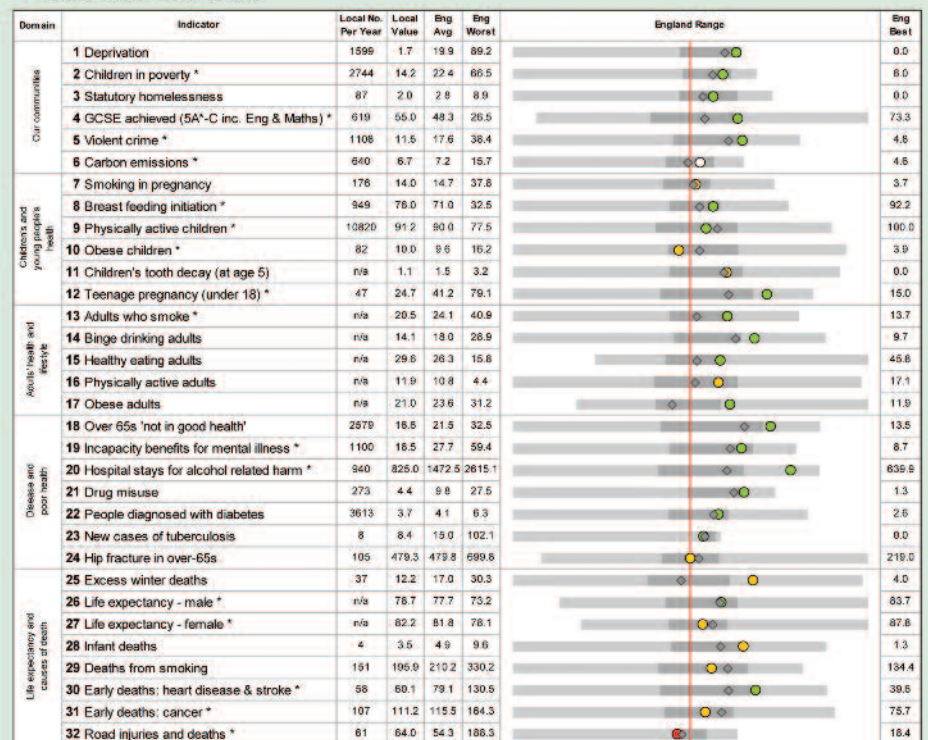 Domain Indicator Local No. Per Year Local Value Eng Avg Eng Worst England Range Eng Best
Our communities
1 Deprivation 1599 1.7 19.9 89.2 0.0
2 Children in poverty * 2744 14.2 22.4 66.5 6.0
3 Statutory homelessness 87 2.0 2.8 8.9 0.0
4 GCSE achieved (5A*-C inc. Eng & Maths) * 619 55.0 48.3 26.5 73.3
5 Violent crime * 1108 11.5 17.6 38.4 4.8
6 Carbon emissions * 640 6.7 7.2 15.7 4.6
Children's and young people's health
7 Smoking in pregnancy 176 14.0 14.7 37.8 3.7
8 Breast feeding initiation * 949 76.0 71.0 32.5 92.2
9 Physically active children * 10820 91.2 90.0 77.5 100.0
10 Obese children * 82 10.0 9.6 16.2 3.9
11 Children's tooth decay (at age 5) n/a 1.1 1.5 3.2 0.0
12 Teenage pregnancy (under 18) * 47 24.7 41.2 79.1 15.0
Adults' health and lifestyle
13 Adults who smoke * n/a 20.5 24.1 40.9 13.7
14 Binge drinking adults n/a 14.1 18.0 28.9 9.7
15 Healthy eating adults n/a 29.6 26.3 15.8 45.8
16 Physically active adults n/a 11.9 10.8 4.4 17.1
17 Obese adults n/a 21.0 23.6 31.2 11.9
Disease and poor health
18 Over 65s 'not in good health' 2579 16.6 21.5 32.5 13.5
19 Incapacity benefits for mental illness * 1100 18.5 27.7 59.4 8.7
20 Hospital stays for alcohol related harm * 940 825.0 1472.5 2615.1 639.9
21 Drug misuse 273 4.4 9.8 27.5 1.3
22 People diagnosed with diabetes 3613 3.7 4.1 6.3 2.6
23 New cases of tuberculosis 8 8.4 15.0 102.1 0.0
24 Hip fracture in over-65s 105 479.3 479.8 699.8 219.0
Life expectancy and causes of death
25 Excess winter deaths 37 12.2 17.0 30.3 4.0
26 Life expectancy - male * n/a 78.7 77.7 73.2 83.7
27 Life expectancy - female * n/a 82.2 81.8 78.1 87.8
28 Infant deaths 4 3.5 4.9 9.6 1.3
29 Deaths from smoking 151 195.9 210.2 330.2 134.4
30 Early deaths: heart disease & stroke * 58 60.1 79.1 130.5 39.6
31 Early deaths: cancer * 107 111.2 115.5 164.3 75.7
32 Road injuries and deaths * 61 64.0 54.3 188.3 18.4